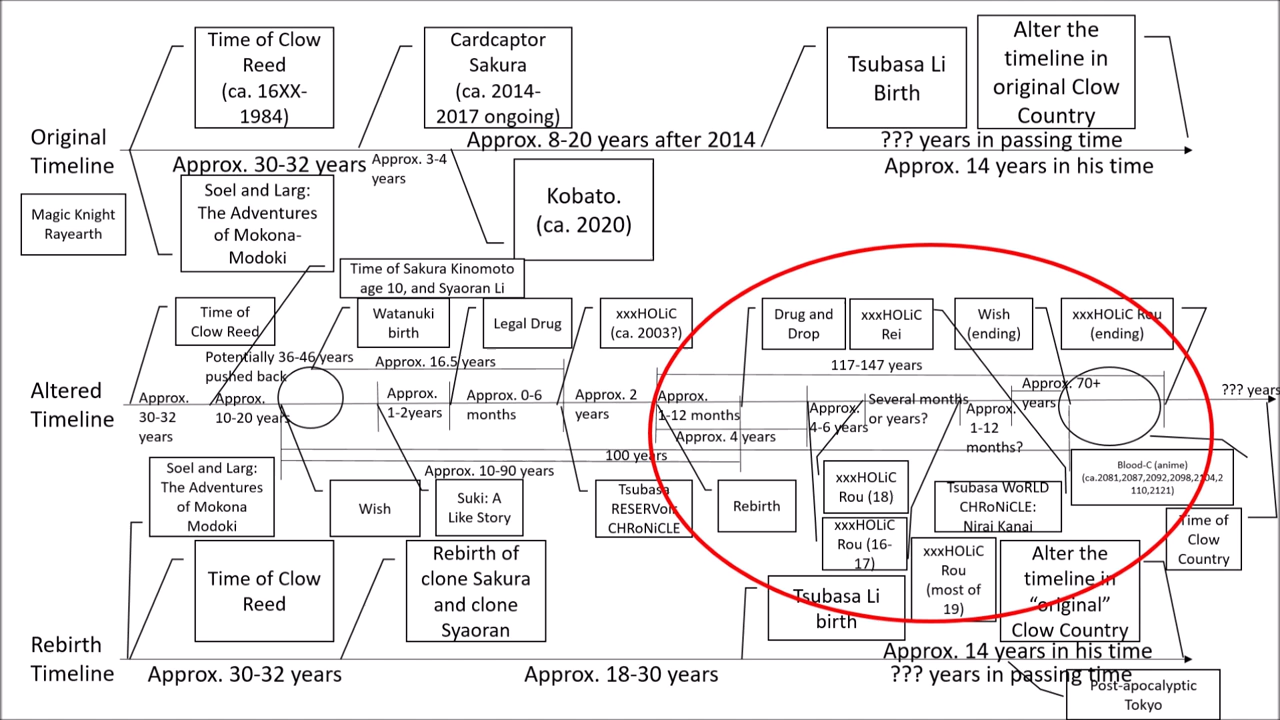 Time of Clow
Reed
(ca. 16XX-
1984)
Cardcaptor
Sakura
(ca. 2014-
2017 ongoing)
Tsubasa Li
Birth
Alter the
timeline in
original Clow
Country
Original
Timeline
Approx. 8-20 years after 2014
??? years in passing time
Approx. 30-32 years
Approx. 3-4
years
Approx. 14 years in his time
Magic Knight
Rayearth
Soel and Larg:
The Adventures
of Mokona-
Modoki
Kobato.
(ca. 2020)
Time of Sakura Kinomoto
age 10, and Syaoran Li
Time of
Clow Reed
Watanuki
birth
Legal Drug
xxxHOLiC
(ca. 2003?)
Drug and
Drop
xxxHOLiC
Rei
Wish
(ending)
xxxHOLiC Rou
(ending)
Potentially 36-46 years
pushed back
Approx. 16.5 years
117-147 years
Altered
Timeline
Approx.
30-32
years
Approx.
10-20 years
Approx.
1-2years
Approx. 0-6
months
Approx. 2
years
Approx.
1-12 months
Approx. 4 years
Approx.
4-6 years
Several months
or years?
Approx.
1-12
months?
Approx. 70+
years
??? years
100 years
Approx. 10-90 years
Soel and Larg:
The Adventures
of Mokona
Modoki
Wish
Suki: A
Like Story
Tsubasa
RESERVoir
CHRoNiCLE
Rebirth
xxxHOLiC
Rou (18)
xxxHOLiC
Rou (16-
17)
xxxHOLiC
Rou
(most of
19)
Tsubasa WoRLD
CHRoNiCLE:
Nirai Kanai
Blood-C (anime)
(ca.2081,2087,2092,2098,2104,2
110,2121)
Time of
Clow
Country
Time of Clow
Reed
Rebirth of
clone Sakura
and clone
Syaoran
Tsubasa Li
birth
Alter the
timeline in
“original”
Clow Country
Rebirth
Timeline
Approx. 30-32 years
Approx. 18-30 years
Approx. 14 years in his time
??? years in passing time
Post-apocalyptic
Tokyo